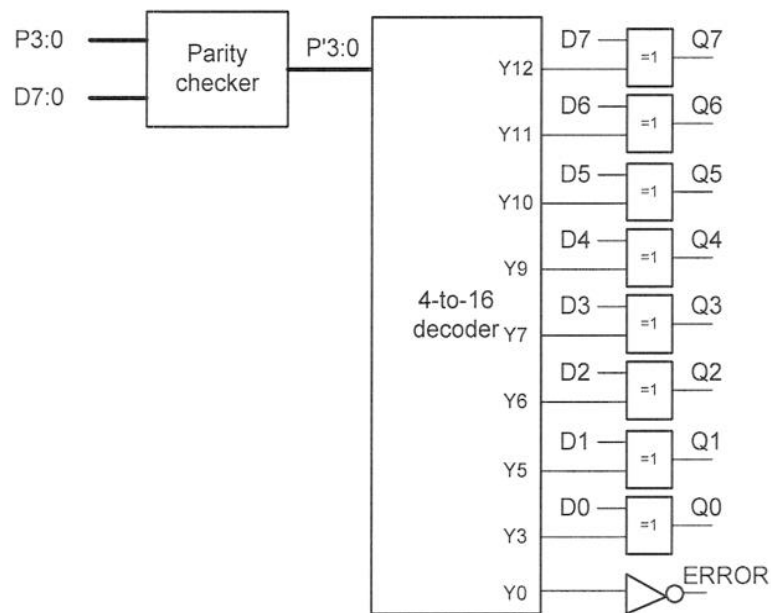 P3:0
D7:0
Parity
checker
P'3:0
4-to-16
decoder
Y12
D7
=1
Q7
Y11
D6
=1
Q6
Y10
D5
=1
Q5
Y9
D4
=1
Q4
Y7
D3
=1
Q3
Y6
D2
=1
Q2
Y5
D1
=1
Q1
Y3
D0
=1
Q0
Y0
ERROR